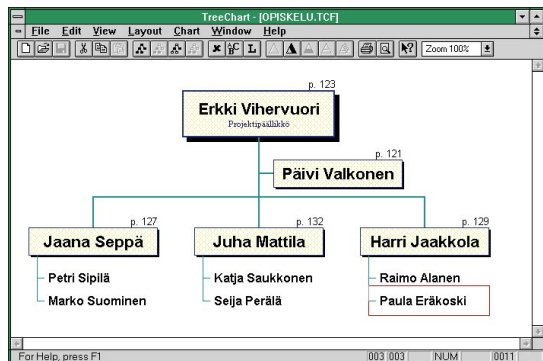 TreeChart - [OPISKELU.TCF]
File Edit View Layout Chart Window Help
Zoom 100%
p. 123
Erkki Vihervuori
Projektipäällikkö
p. 121
Päivi Valkonen
p. 127
Jaana Seppä
Petri Sipilä
Marko Suominen
p. 132
Juha Mattila
Katja Saukkonen
Seija Perälä
p. 129
Harri Jaakkola
Raimo Alanen
Paula Eräkoski
For Help, press F1
003 003 NUM 0011